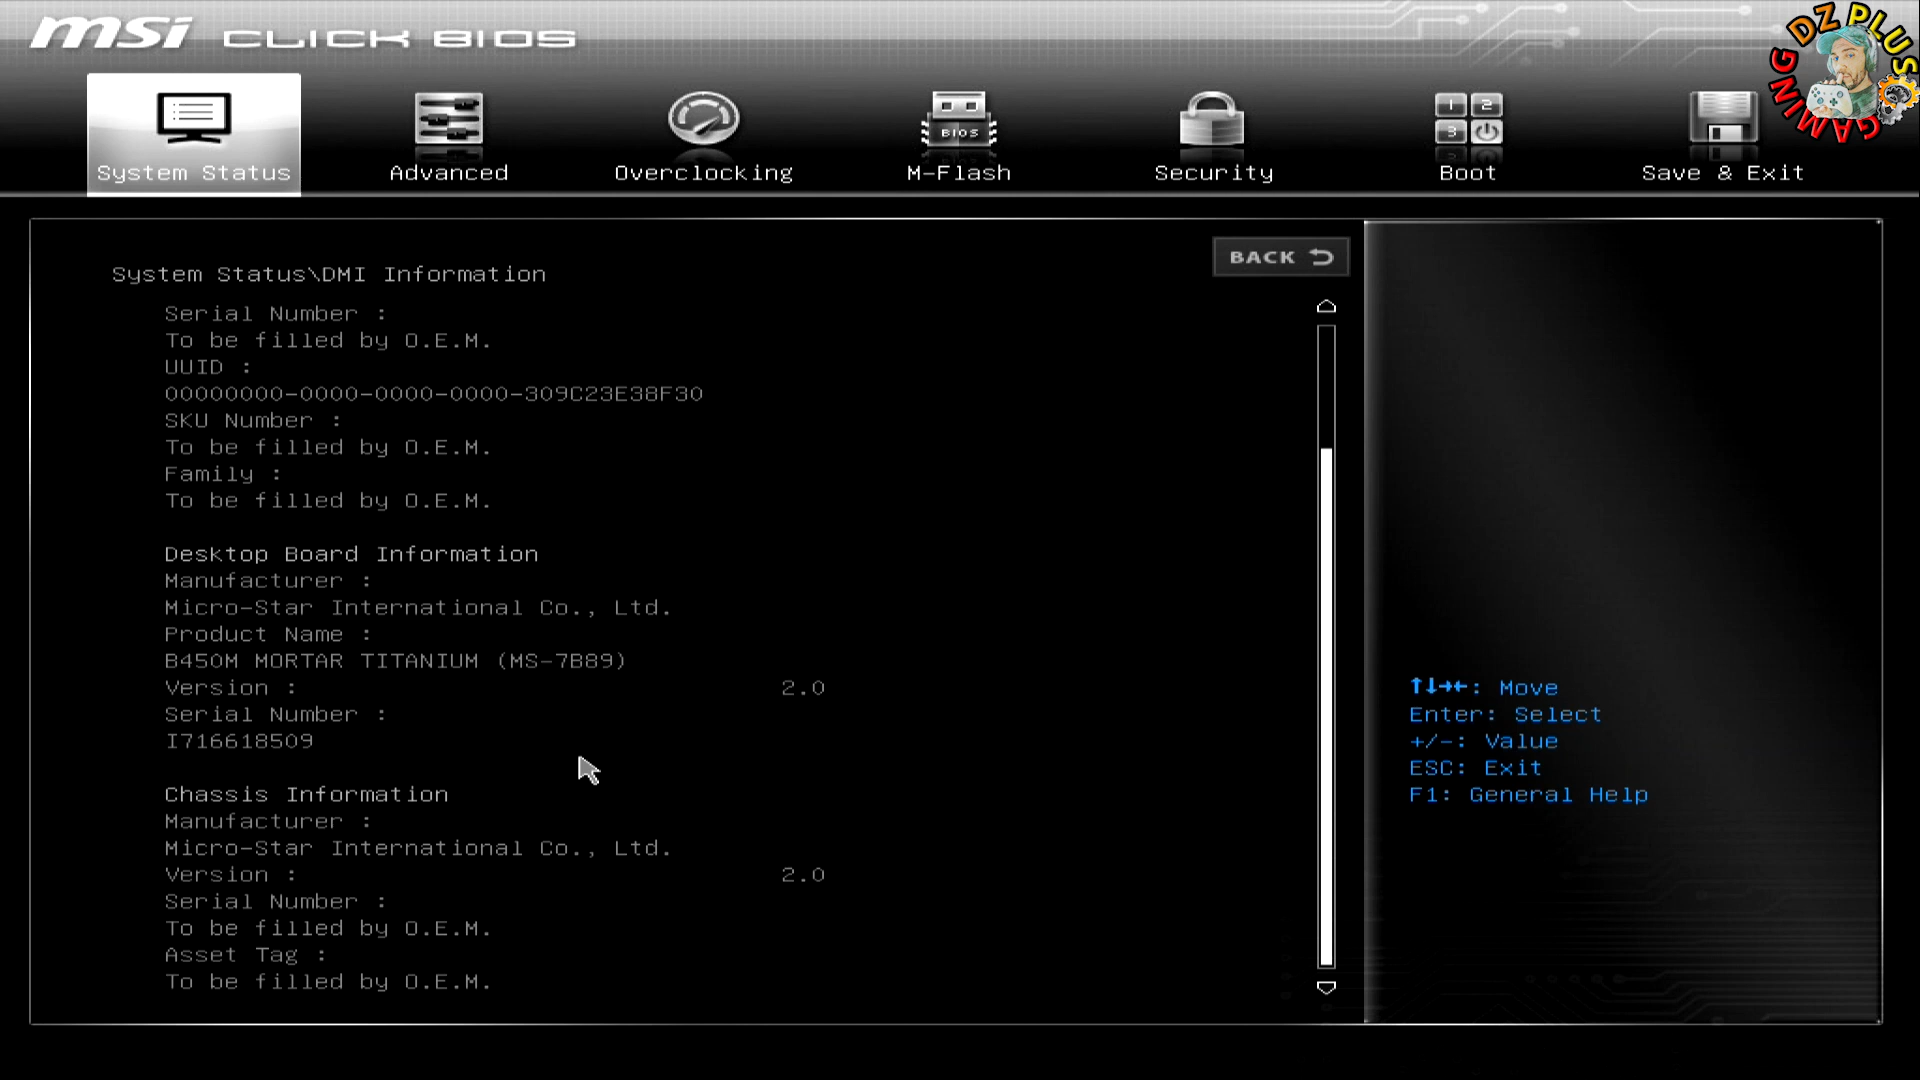 msi CLICK BIOS
GAMING DZ PLUS
System Status
Advanced
Overclocking
BIOS
M-Flash
Security
1 2
3
Boot
Save & Exit
BACK
System Status\DMI Information
Serial Number :
To be filled by O.E.M.
UUID :
00000000-0000-0000-0000-309C23E38F30
SKU Number :
To be filled by O.E.M.
Family :
To be filled by O.E.M.
Desktop Board Information
Manufacturer :
Micro-Star International Co., Ltd.
Product Name :
B450M MORTAR TITANIUM (MS-7B89)
Version : 2.0
Serial Number :
I716618509
Chassis Information
Manufacturer :
Micro-Star International Co., Ltd.
Version : 2.0
Serial Number :
To be filled by O.E.M.
Asset Tag :
To be filled by O.E.M.
↑↓→←: Move
Enter: Select
+/-: Value
ESC: Exit
F1: General Help